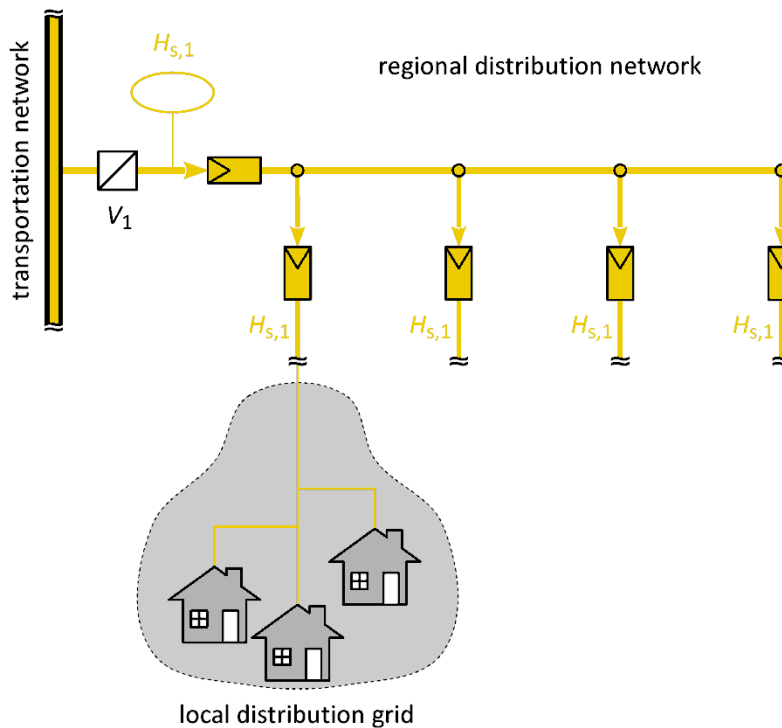 H_s,1
regional distribution network
transportation network
V_1
H_s,1 H_s,1 H_s,1 H_s,1
local distribution grid